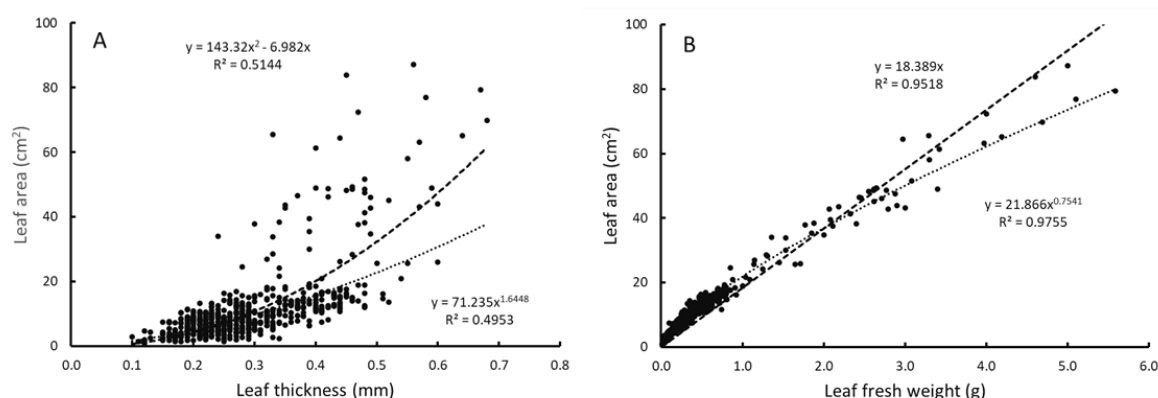 A
y = 143.32x² - 6.982x
R² = 0.5144
100
80
60
40
20
0
Leaf area (cm²)
y = 71.235x^1.6448
R² = 0.4953
0.0 0.1 0.2 0.3 0.4 0.5 0.6 0.7 0.8
Leaf thickness (mm)
B
y = 18.389x
R² = 0.9518
100
80
60
40
20
0
Leaf area (cm²)
y = 21.866x^0.7541
R² = 0.9755
0.0 1.0 2.0 3.0 4.0 5.0 6.0
Leaf fresh weight (g)